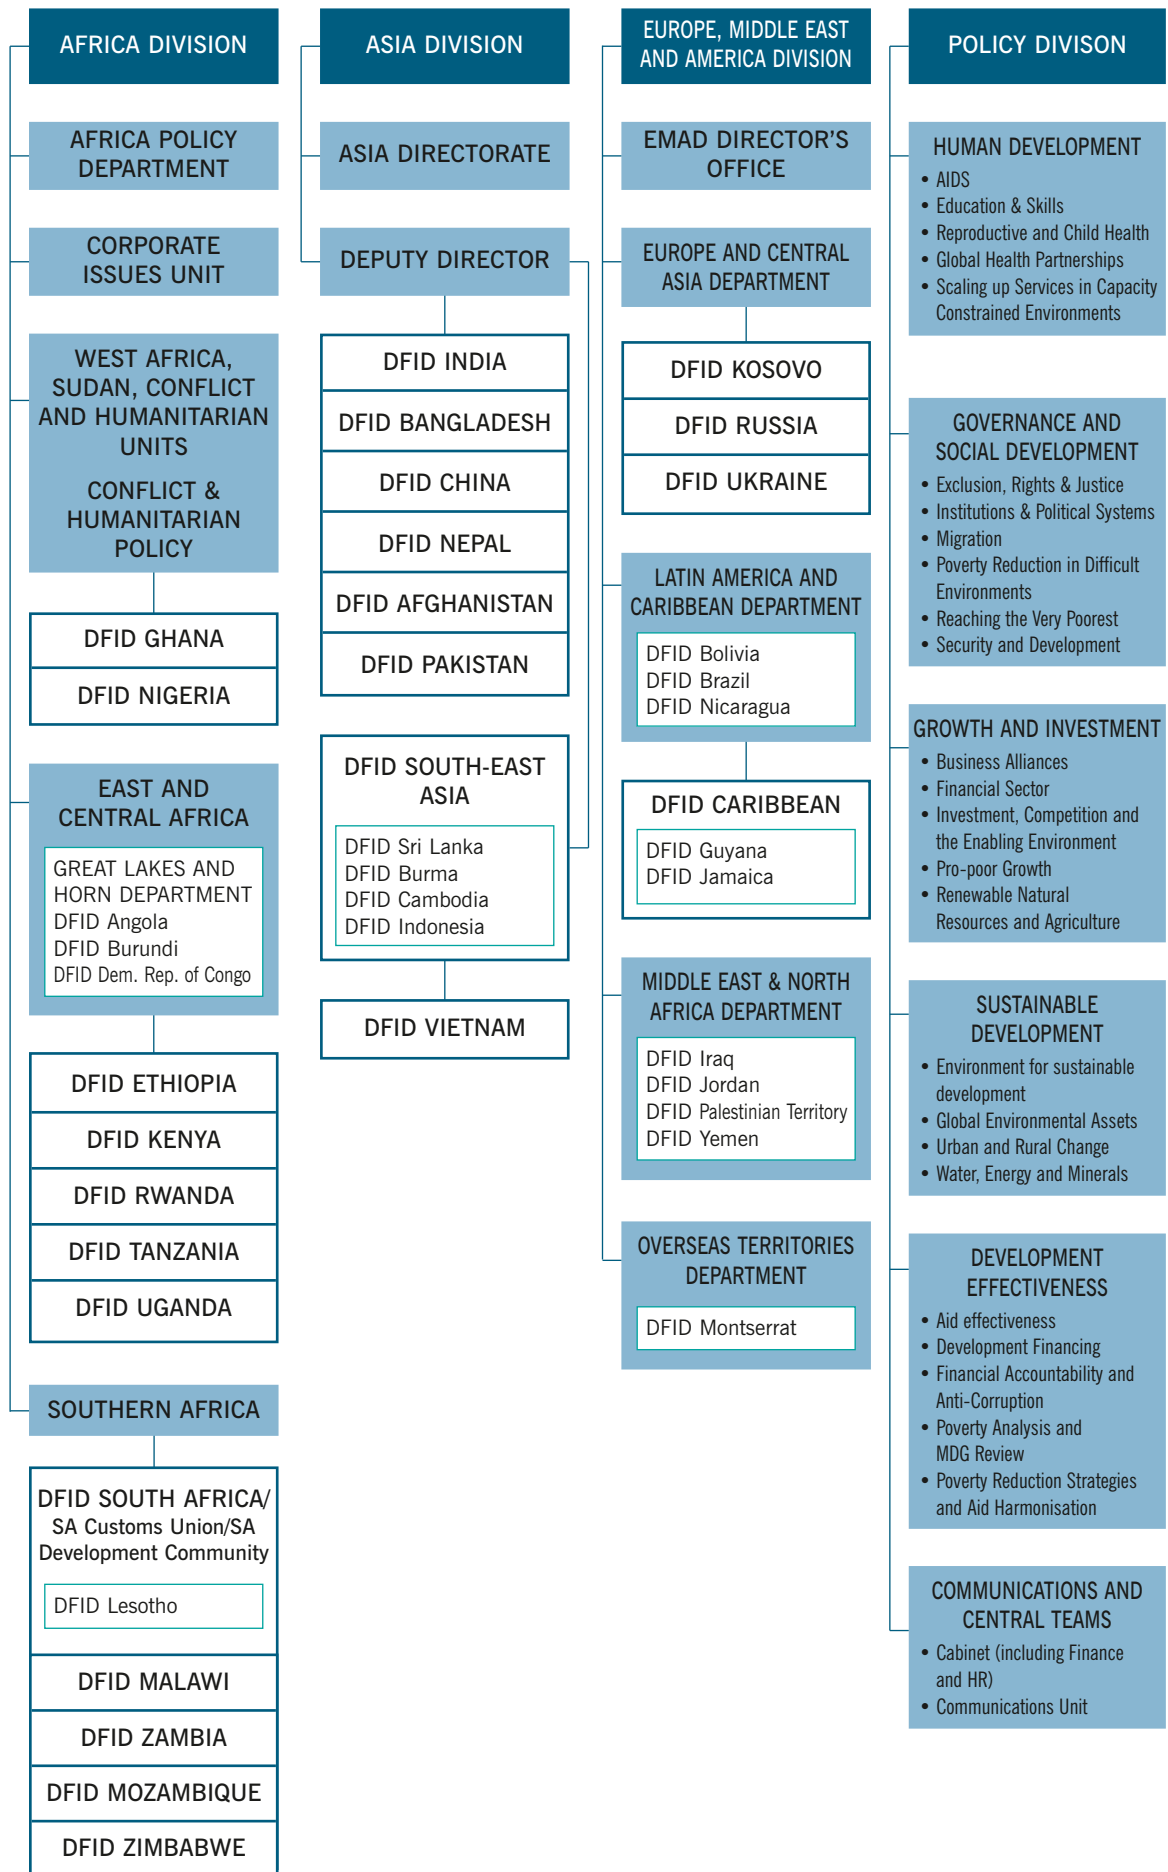 AFRICA DIVISION
AFRICA POLICY
DEPARTMENT
CORPORATE
ISSUES UNIT
WEST AFRICA,
SUDAN, CONFLICT
AND HUMANITARIAN
UNITS
CONFLICT &
HUMANITARIAN
POLICY
DFID GHANA
DFID NIGERIA
EAST AND
CENTRAL AFRICA
GREAT LAKES AND
HORN DEPARTMENT
DFID Angola
DFID Burundi
DFID Dem. Rep. of Congo
DFID ETHIOPIA
DFID KENYA
DFID RWANDA
DFID TANZANIA
DFID UGANDA
SOUTHERN AFRICA
DFID SOUTH AFRICA/
SA Customs Union/SA
Development Community
DFID Lesotho
DFID MALAWI
DFID ZAMBIA
DFID MOZAMBIQUE
DFID ZIMBABWE
ASIA DIVISION
ASIA DIRECTORATE
DEPUTY DIRECTOR
DFID INDIA
DFID BANGLADESH
DFID CHINA
DFID NEPAL
DFID AFGHANISTAN
DFID PAKISTAN
DFID SOUTH-EAST
ASIA
DFID Sri Lanka
DFID Burma
DFID Cambodia
DFID Indonesia
DFID VIETNAM
EUROPE, MIDDLE EAST
AND AMERICA DIVISION
EMAD DIRECTOR'S
OFFICE
EUROPE AND CENTRAL
ASIA DEPARTMENT
DFID KOSOVO
DFID RUSSIA
DFID UKRAINE
LATIN AMERICA AND
CARIBBEAN DEPARTMENT
DFID Bolivia
DFID Brazil
DFID Nicaragua
DFID CARIBBEAN
DFID Guyana
DFID Jamaica
MIDDLE EAST & NORTH
AFRICA DEPARTMENT
DFID Iraq
DFID Jordan
DFID Palestinian Territory
DFID Yemen
OVERSEAS TERRITORIES
DEPARTMENT
DFID Montserrat
POLICY DIVISON
HUMAN DEVELOPMENT
• AIDS
• Education & Skills
• Reproductive and Child Health
• Global Health Partnerships
• Scaling up Services in Capacity
Constrained Environments
GOVERNANCE AND
SOCIAL DEVELOPMENT
• Exclusion, Rights & Justice
• Institutions & Political Systems
• Migration
• Poverty Reduction in Difficult
Environments
• Reaching the Very Poorest
• Security and Development
GROWTH AND INVESTMENT
• Business Alliances
• Financial Sector
• Investment, Competition and
the Enabling Environment
• Pro-poor Growth
• Renewable Natural
Resources and Agriculture
SUSTAINABLE
DEVELOPMENT
• Environment for sustainable
development
• Global Environmental Assets
• Urban and Rural Change
• Water, Energy and Minerals
DEVELOPMENT
EFFECTIVENESS
• Aid effectiveness
• Development Financing
• Financial Accountability and
Anti-Corruption
• Poverty Analysis and
MDG Review
• Poverty Reduction Strategies
and Aid Harmonisation
COMMUNICATIONS AND
CENTRAL TEAMS
• Cabinet (including Finance
and HR)
• Communications Unit